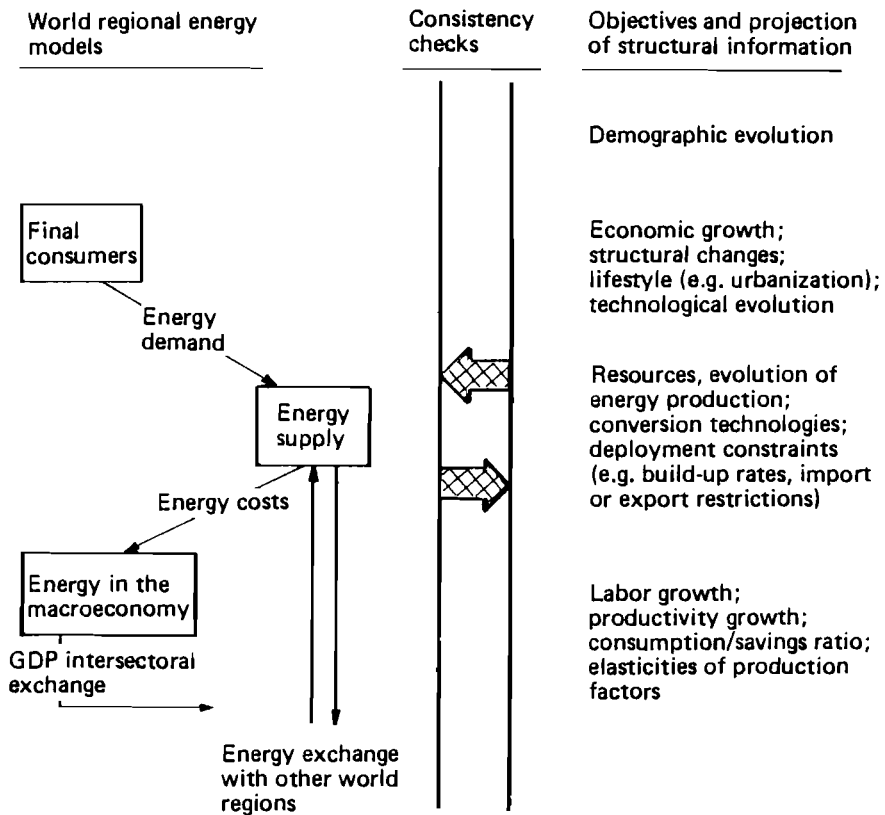 World regional energy
models
Consistency
checks
Objectives and projection
of structural information
Demographic evolution
Final
consumers
Economic growth;
structural changes;
lifestyle (e.g. urbanization);
technological evolution
Energy
demand
Energy
supply
Resources, evolution of
energy production;
conversion technologies;
deployment constraints
(e.g. build-up rates, import
or export restrictions)
Energy costs
Energy in the
macroeconomy
Labor growth;
productivity growth;
consumption/savings ratio;
elasticities of production
factors
GDP intersectoral
exchange
Energy exchange
with other world
regions